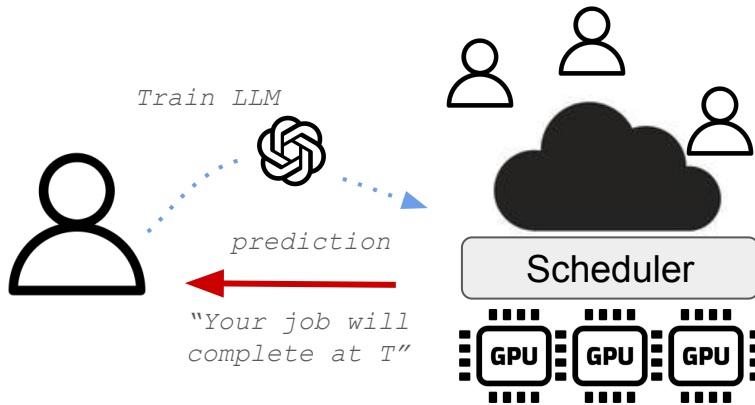 Train LLM
prediction
“Your job will
complete at T”
Scheduler
GPU
GPU
GPU